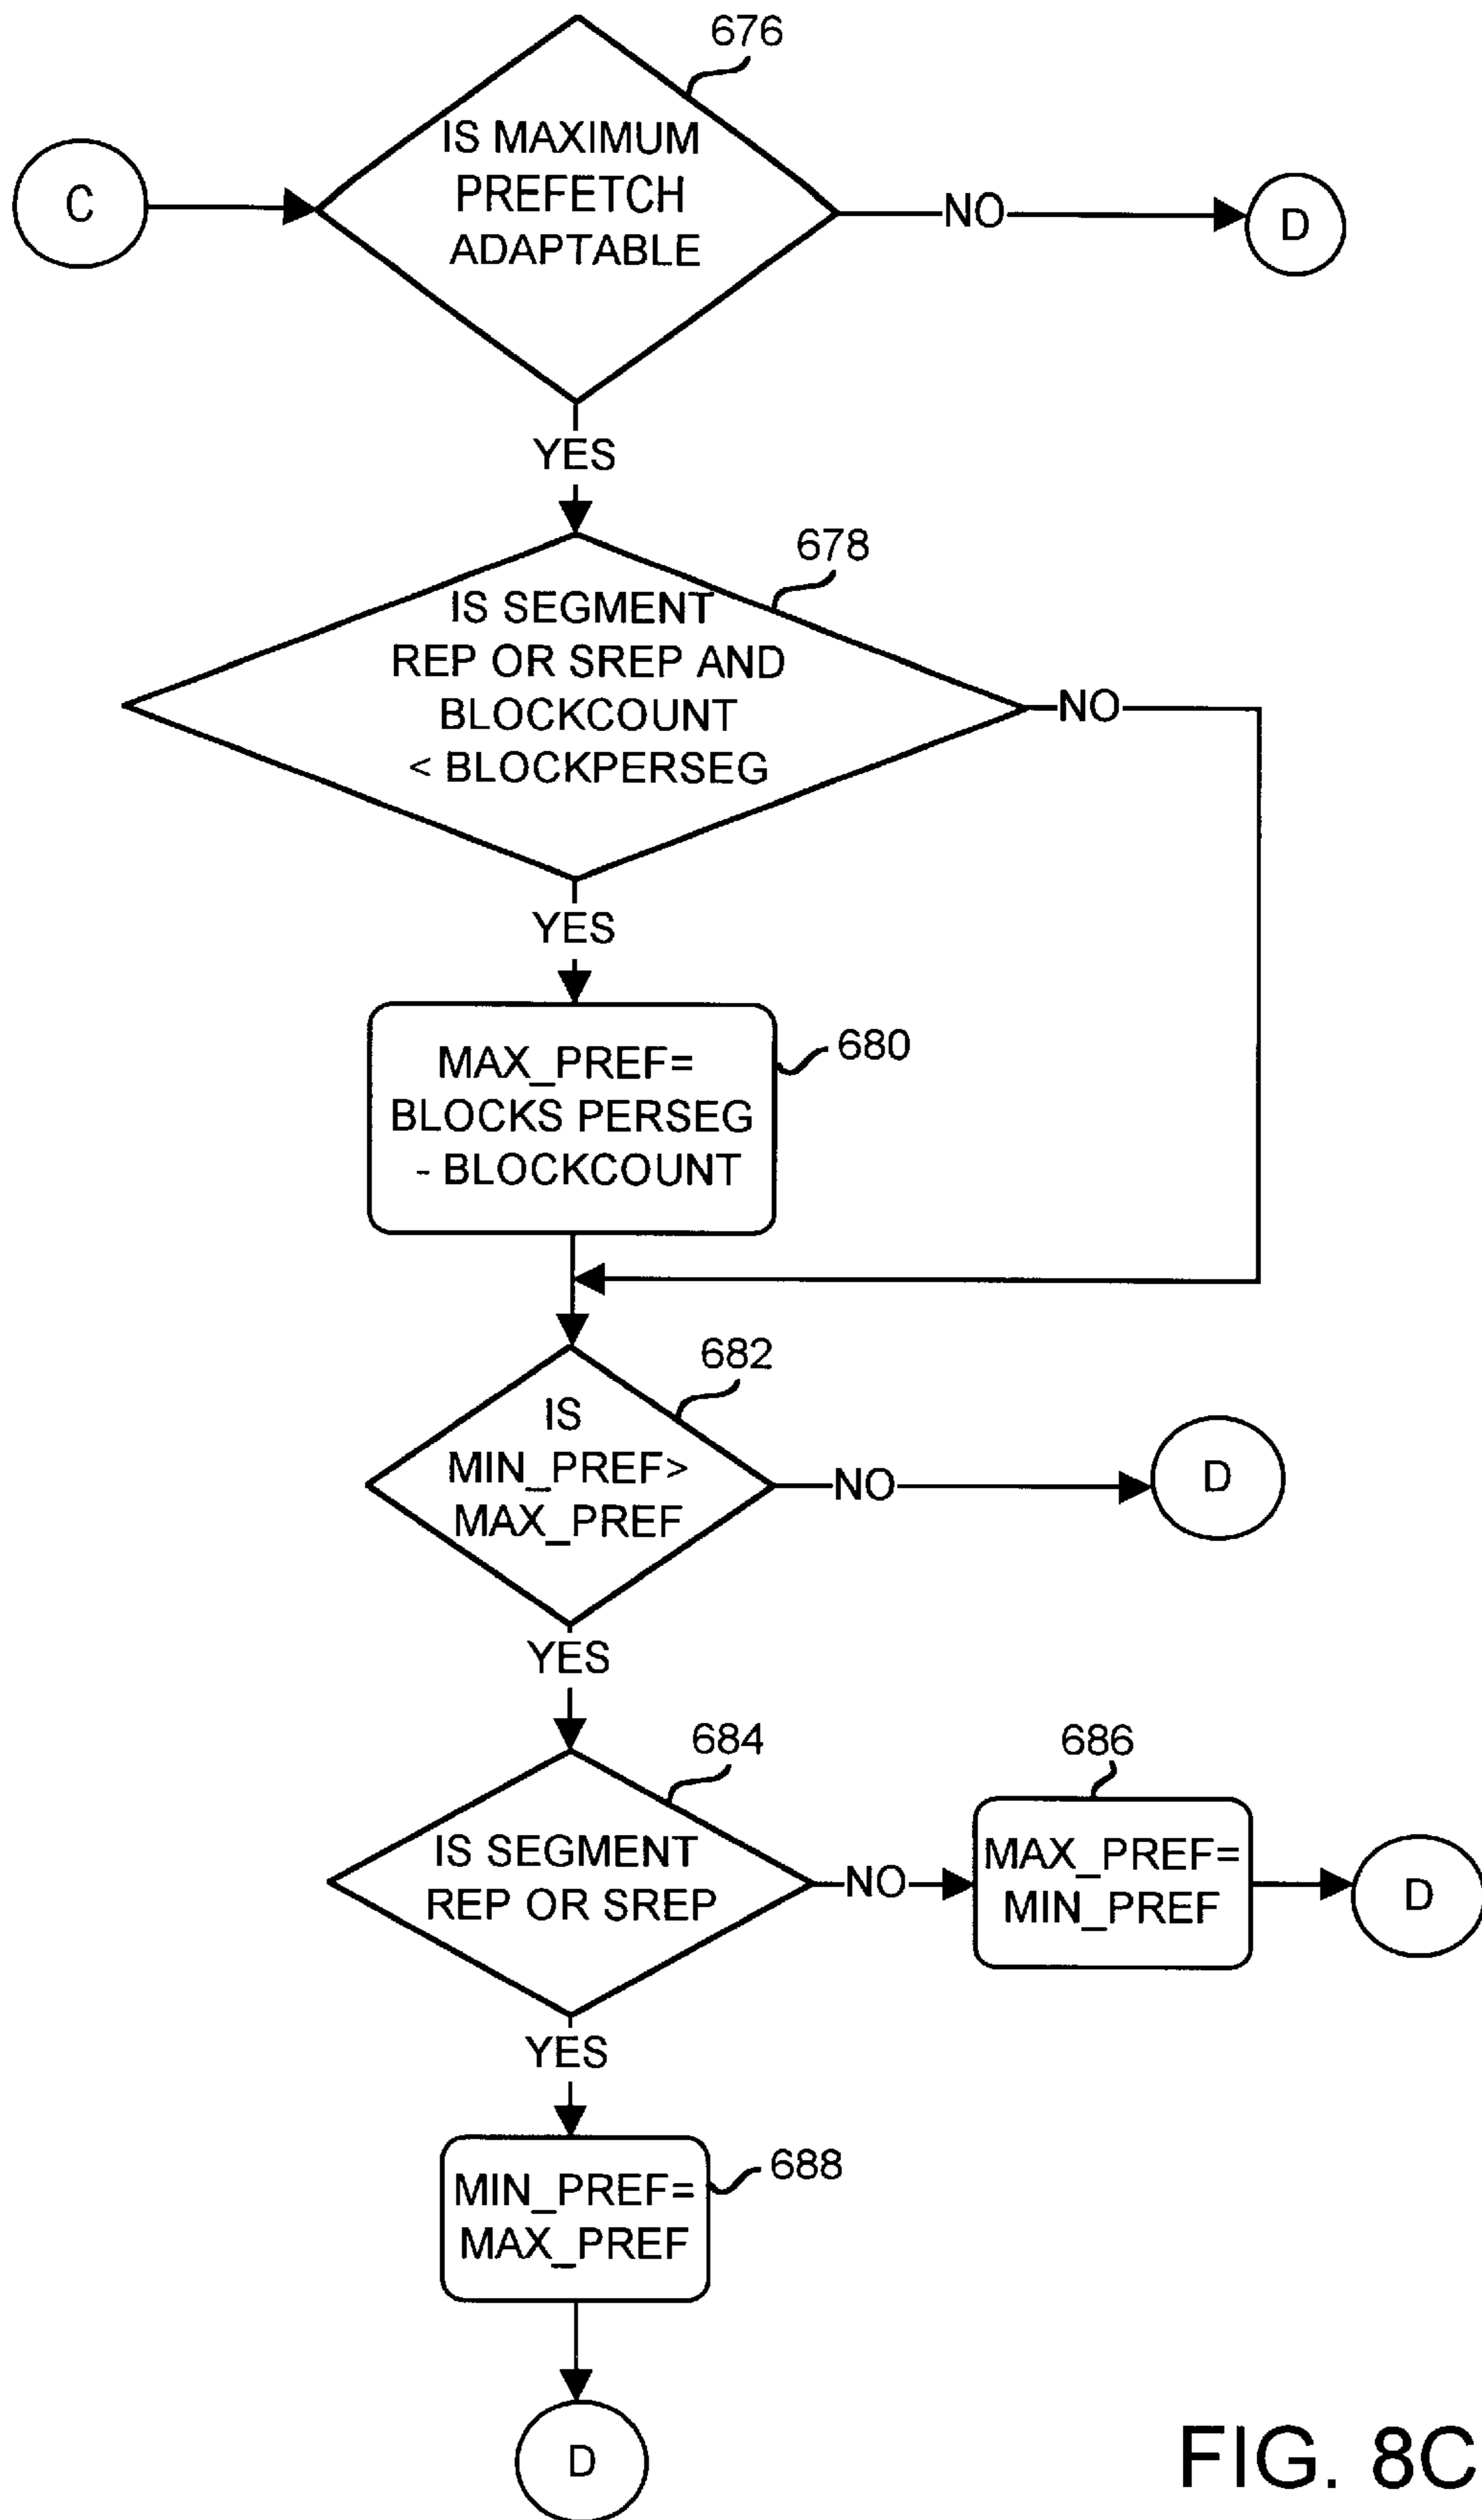 676
IS MAXIMUM
PREFETCH
ADAPTABLE
C
NO
D
YES
678
IS SEGMENT
REP OR SREP AND
BLOCKCOUNT
< BLOCKPERSEG
NO
YES
680
MAX_PREF=
BLOCKS PERSEG
- BLOCKCOUNT
682
IS
MIN_PREF>
MAX_PREF
NO
D
YES
684
IS SEGMENT
REP OR SREP
NO
686
MAX_PREF=
MIN_PREF
D
YES
688
MIN_PREF=
MAX_PREF
D
FIG. 8C